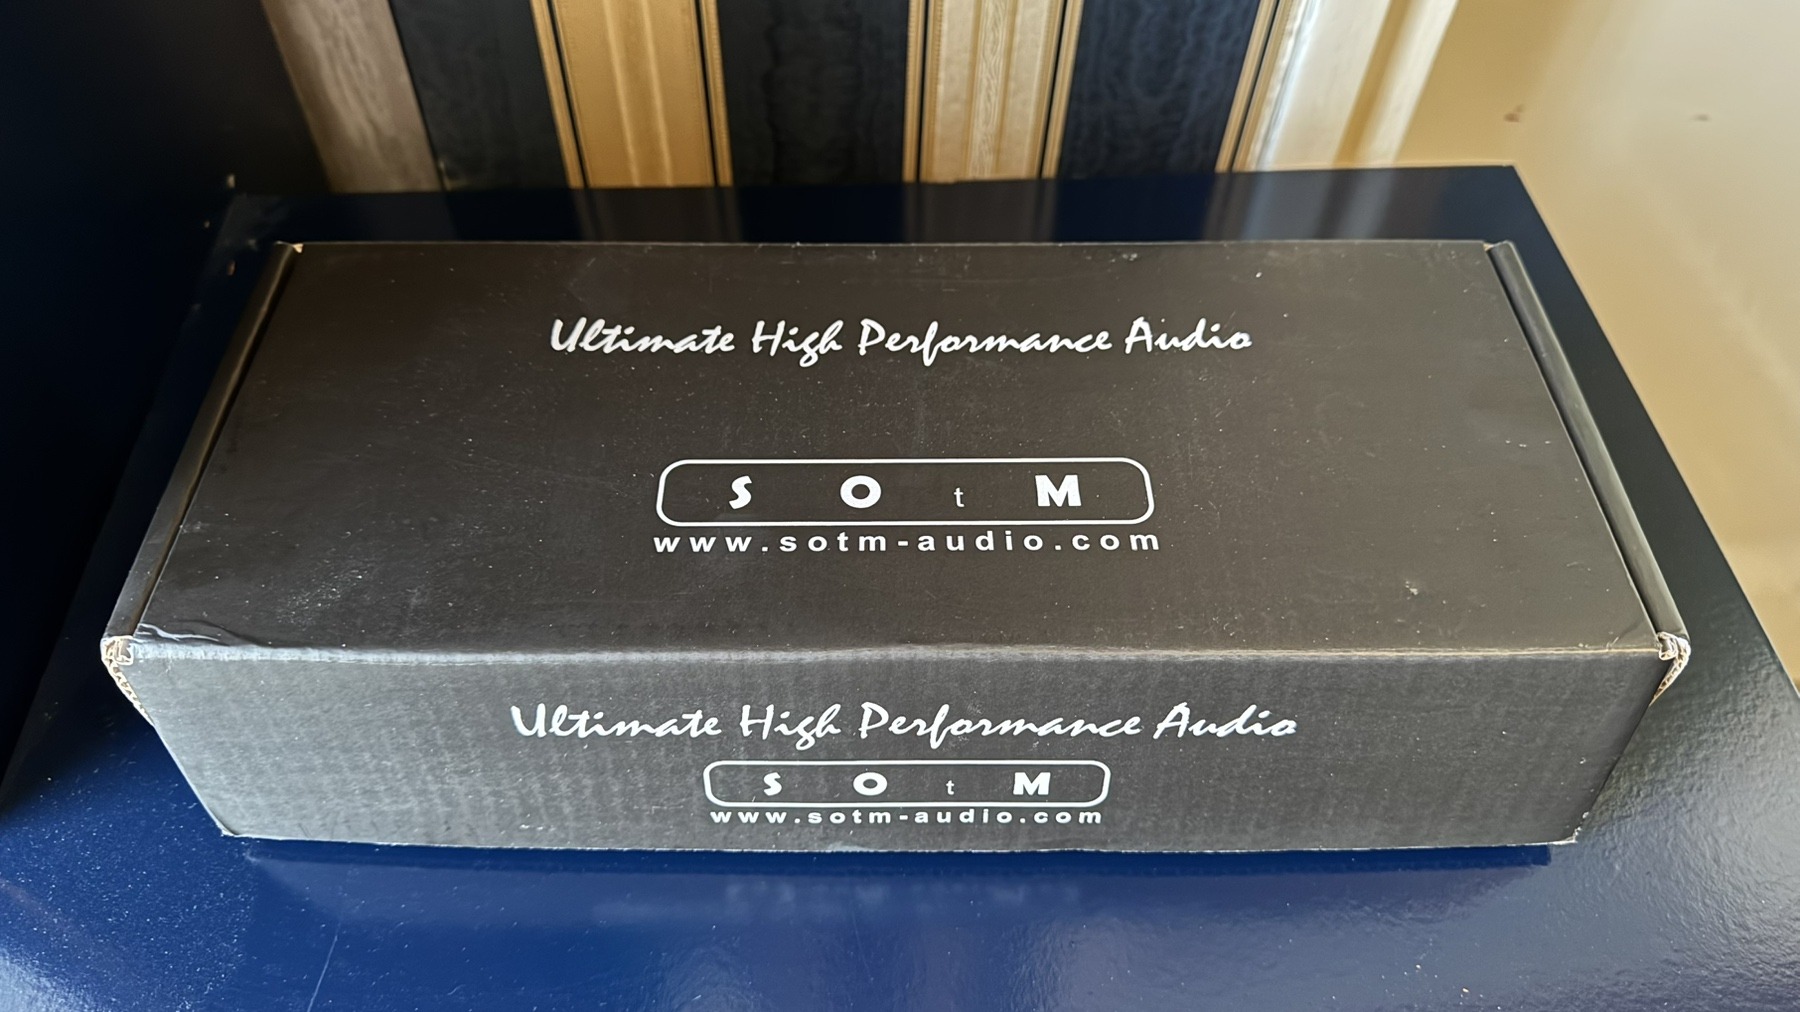 Ultimate High Performance Audio
S O t M
www.sotm-audio.com
Ultimate High Performance Audio
S O t M
www.sotm-audio.com